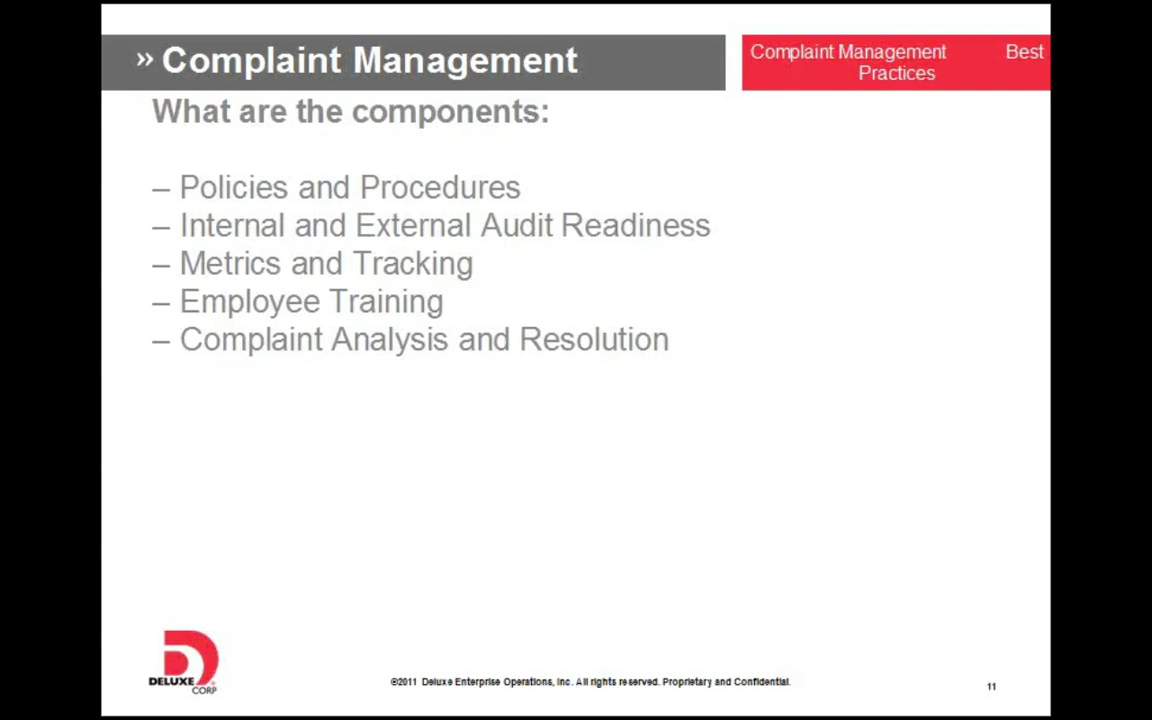 » Complaint Management
Complaint Management Best
Practices
What are the components:
– Policies and Procedures
– Internal and External Audit Readiness
– Metrics and Tracking
– Employee Training
– Complaint Analysis and Resolution
DELUXE
CORP
©2011 Deluxe Enterprise Operations, Inc. All rights reserved. Proprietary and Confidential.
11